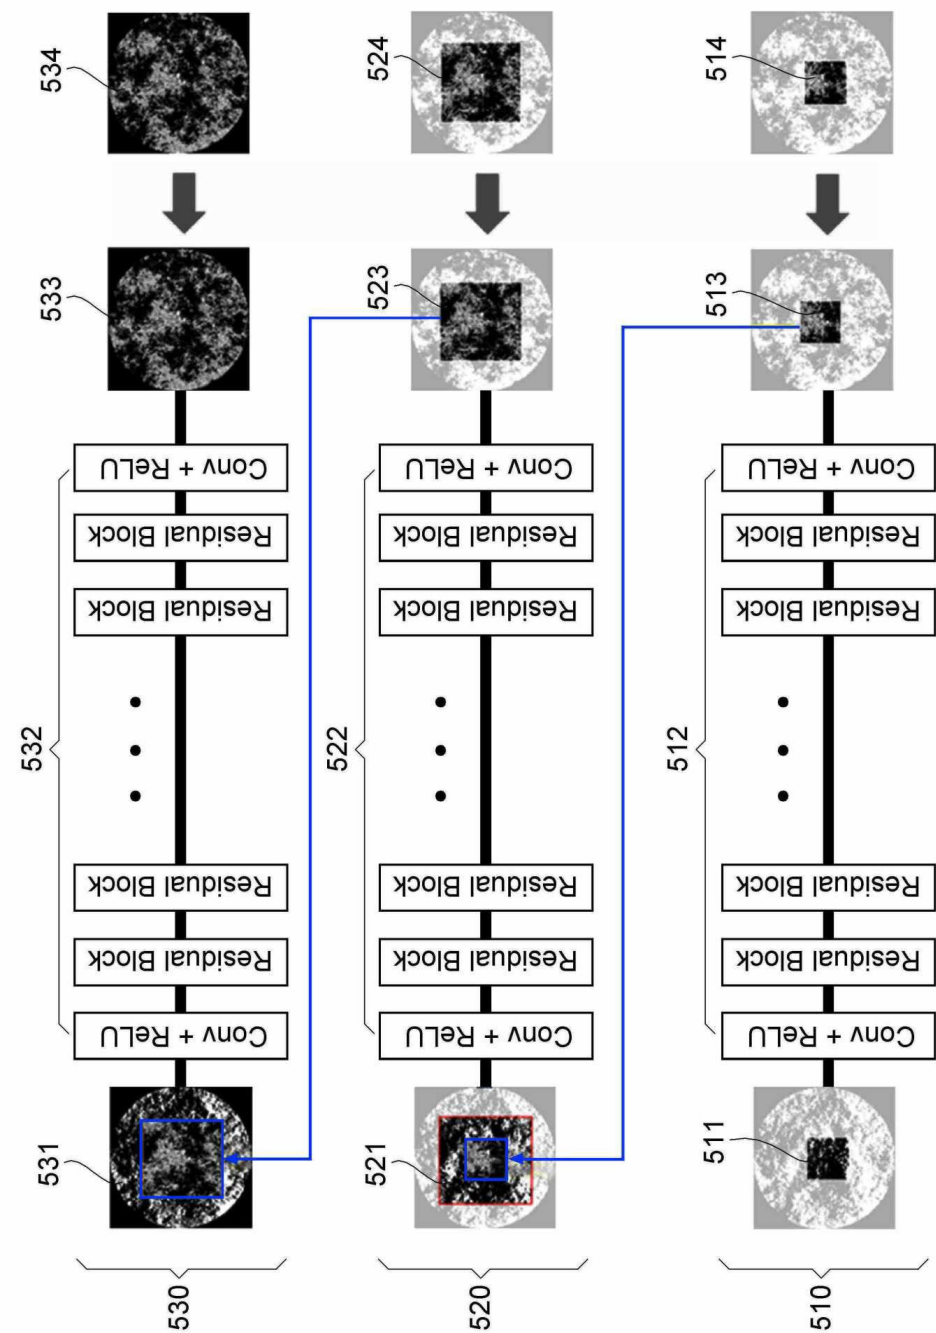 534
524
514
533
523
513
Conv + ReLU
Conv + ReLU
Conv + ReLU
Residual Block
Residual Block
Residual Block
Residual Block
Residual Block
Residual Block
532
522
512
Residual Block
Residual Block
Residual Block
Residual Block
Residual Block
Residual Block
Conv + ReLU
Conv + ReLU
Conv + ReLU
531
521
511
530
520
510